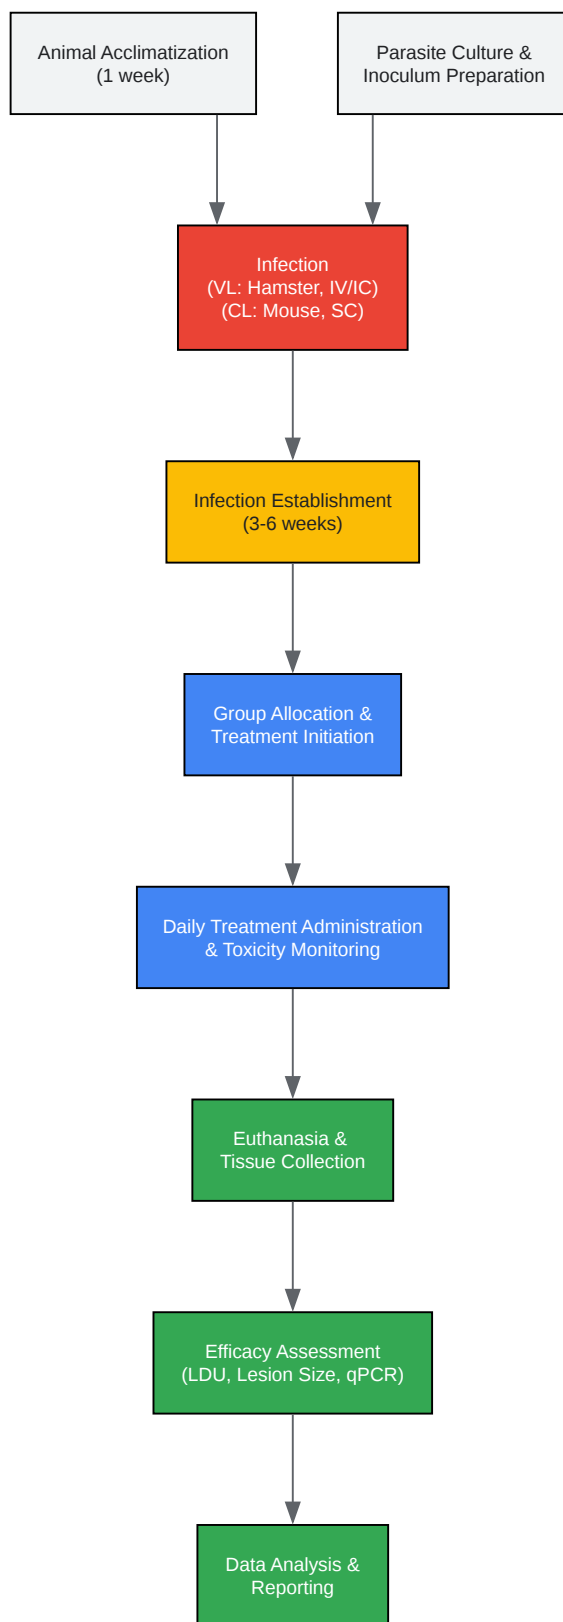 Animal Acclimatization
(1 week)
Parasite Culture &
Inoculum Preparation
Infection
(VL: Hamster, IV/IC)
(CL: Mouse, SC)
Infection Establishment
(3-6 weeks)
Group Allocation &
Treatment Initiation
Daily Treatment Administration
& Toxicity Monitoring
Euthanasia &
Tissue Collection
Efficacy Assessment
(LDU, Lesion Size, qPCR)
Data Analysis &
Reporting